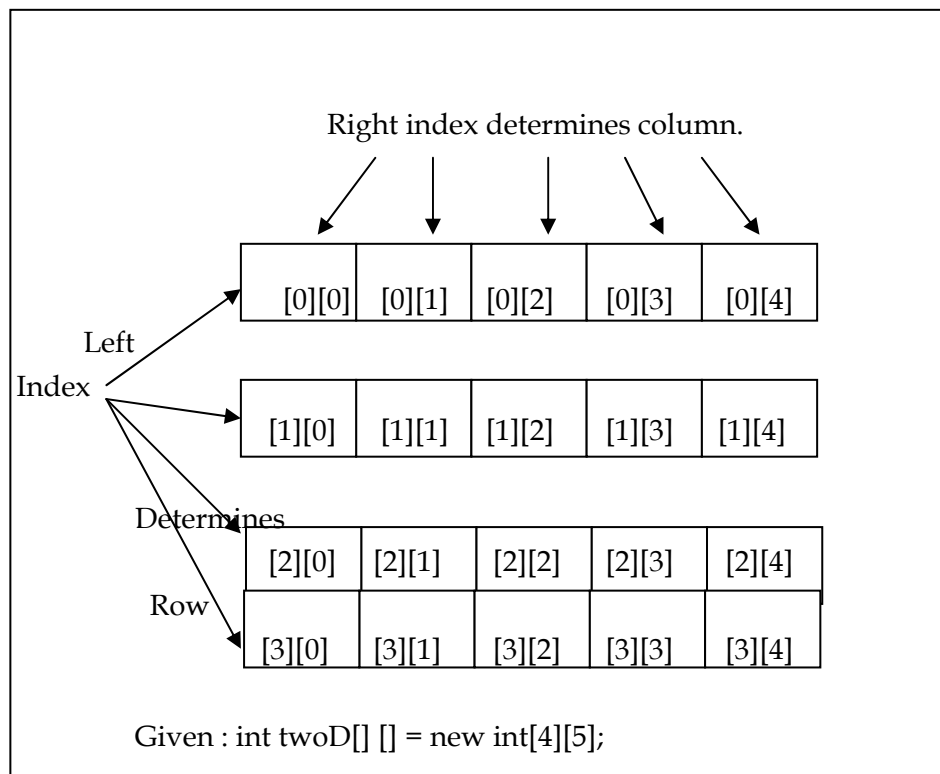 Right index determines column.
[0][0] [0][1] [0][2] [0][3] [0][4]
Left
Index
[1][0] [1][1] [1][2] [1][3] [1][4]
Determines
[2][0] [2][1] [2][2] [2][3] [2][4]
Row
[3][0] [3][1] [3][2] [3][3] [3][4]
Given : int twoD[] [] = new int[4][5];